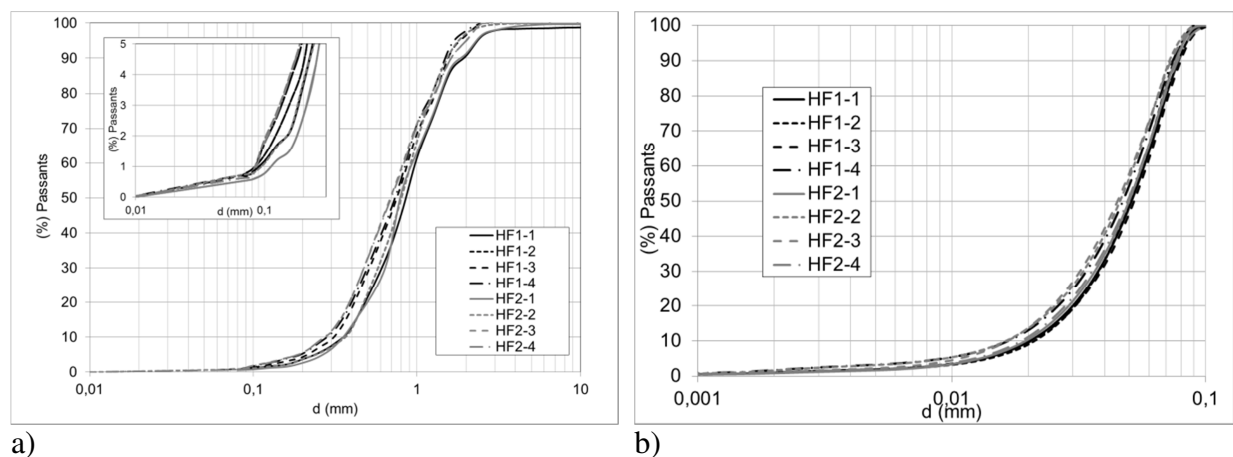 100
90
80
70
60
50
40
30
20
10
0
(%) Passants
0,01
0,1
1
10
d (mm)
5
4
3
2
1
0
(%) Passants
0,01
d (mm)
0,1
HF1-1
HF1-2
HF1-3
HF1-4
HF2-1
HF2-2
HF2-3
HF2-4
a)
100
90
80
70
60
50
40
30
20
10
0
(%) Passants
0,001
0,01
0,1
d (mm)
HF1-1
HF1-2
HF1-3
HF1-4
HF2-1
HF2-2
HF2-3
HF2-4
b)